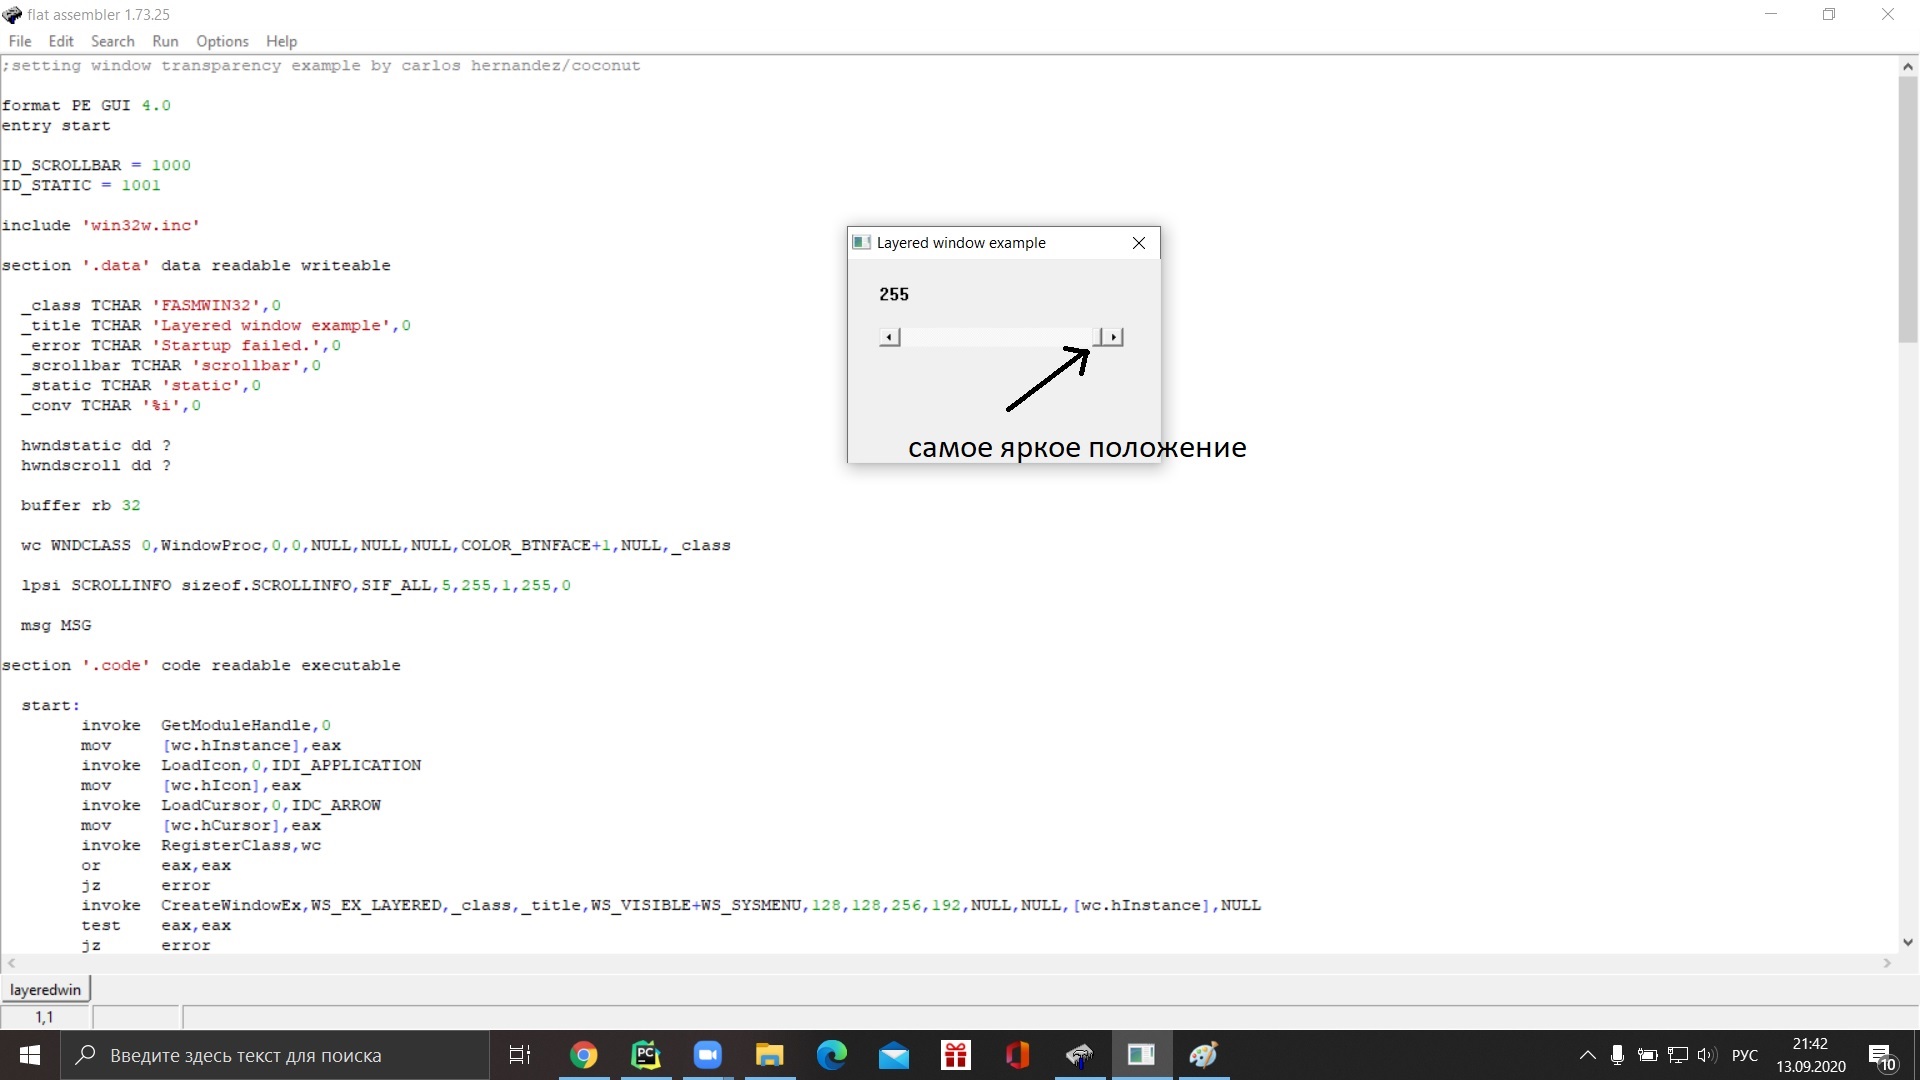 flat assembler 1.73.25
File Edit Search Run Options Help
;setting window transparency example by carlos hernandez/coconut
format PE GUI 4.0
entry start
ID_SCROLLBAR = 1000
ID_STATIC = 1001
include 'win32w.inc'
section '.data' data readable writeable
_class TCHAR 'FASMWIN32',0
_title TCHAR 'Layered window example',0
_error TCHAR 'Startup failed.',0
_scrollbar TCHAR 'scrollbar',0
_static TCHAR 'static',0
_conv TCHAR '%i',0
hwndstatic dd ?
hwndscroll dd ?
buffer rb 32
wc WNDCLASS 0,WindowProc,0,0,NULL,NULL,NULL,COLOR_BTNFACE+1,NULL,_class
lpsi SCROLLINFO sizeof.SCROLLINFO,SIF_ALL,5,255,1,255,0
msg MSG
section '.code' code readable executable
start:
invoke GetModuleHandle,0
mov [wc.hInstance],eax
invoke LoadIcon,0,IDI_APPLICATION
mov [wc.hIcon],eax
invoke LoadCursor,0,IDC_ARROW
mov [wc.hCursor],eax
invoke RegisterClass,wc
or eax,eax
jz error
invoke CreateWindowEx,WS_EX_LAYERED,_class,_title,WS_VISIBLE+WS_SYSMENU,128,128,256,192,NULL,NULL,[wc.hInstance],NULL
test eax,eax
jz error
Layered window example
255
самое яркое положение
layeredwin
1,1
Введите здесь текст для поиска
PC
РУС
21:42
13.09.2020
10